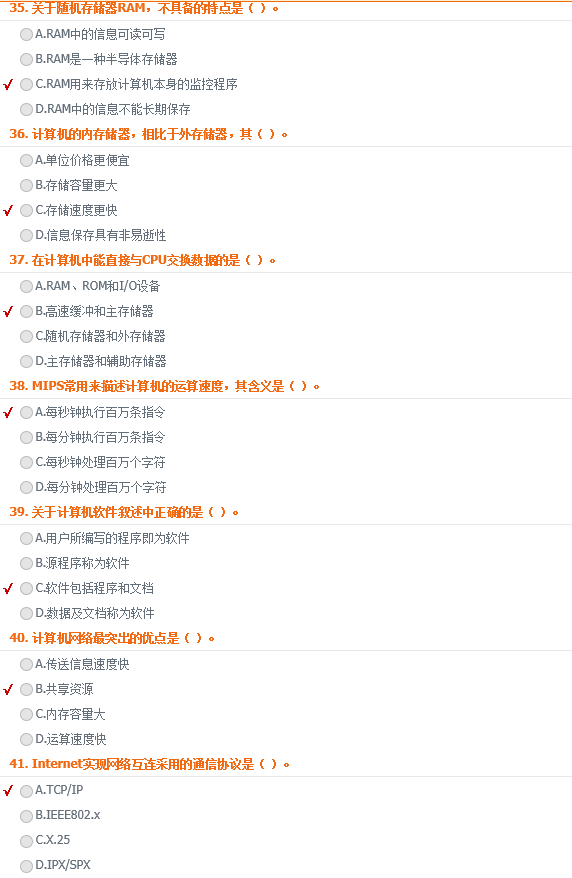 35. 关于随机存储器RAM，不具备的特点是（ ）。
A.RAM中的信息可读可写
B.RAM是一种半导体存储器
C.RAM用来存放计算机本身的监控程序
D.RAM中的信息不能长期保存
36. 计算机的内存储器，相比于外存储器，其（ ）。
A.单位价格更便宜
B.存储容量更大
C.存储速度更快
D.信息保存具有非易逝性
37. 在计算机中能直接与CPU交换数据的是（ ）。
A.RAM、ROM和I/O设备
B.高速缓冲和主存储器
C.随机存储器和外存储器
D.主存储器和辅助存储器
38. MIPS常用来描述计算机的运算速度，其含义是（ ）。
A.每秒钟执行百万条指令
B.每分钟执行百万条指令
C.每秒钟处理百万个字符
D.每分钟处理百万个字符
39. 关于计算机软件叙述中正确的是（ ）。
A.用户所编写的程序即为软件
B.源程序称为软件
C.软件包括程序和文档
D.数据及文档称为软件
40. 计算机网络最突出的优点是（ ）。
A.传送信息速度快
B.共享资源
C.内存容量大
D.运算速度快
41. Internet实现网络互连采用的通信协议是（ ）。
A.TCP/IP
B.IEEE802.x
C.X.25
D.IPX/SPX